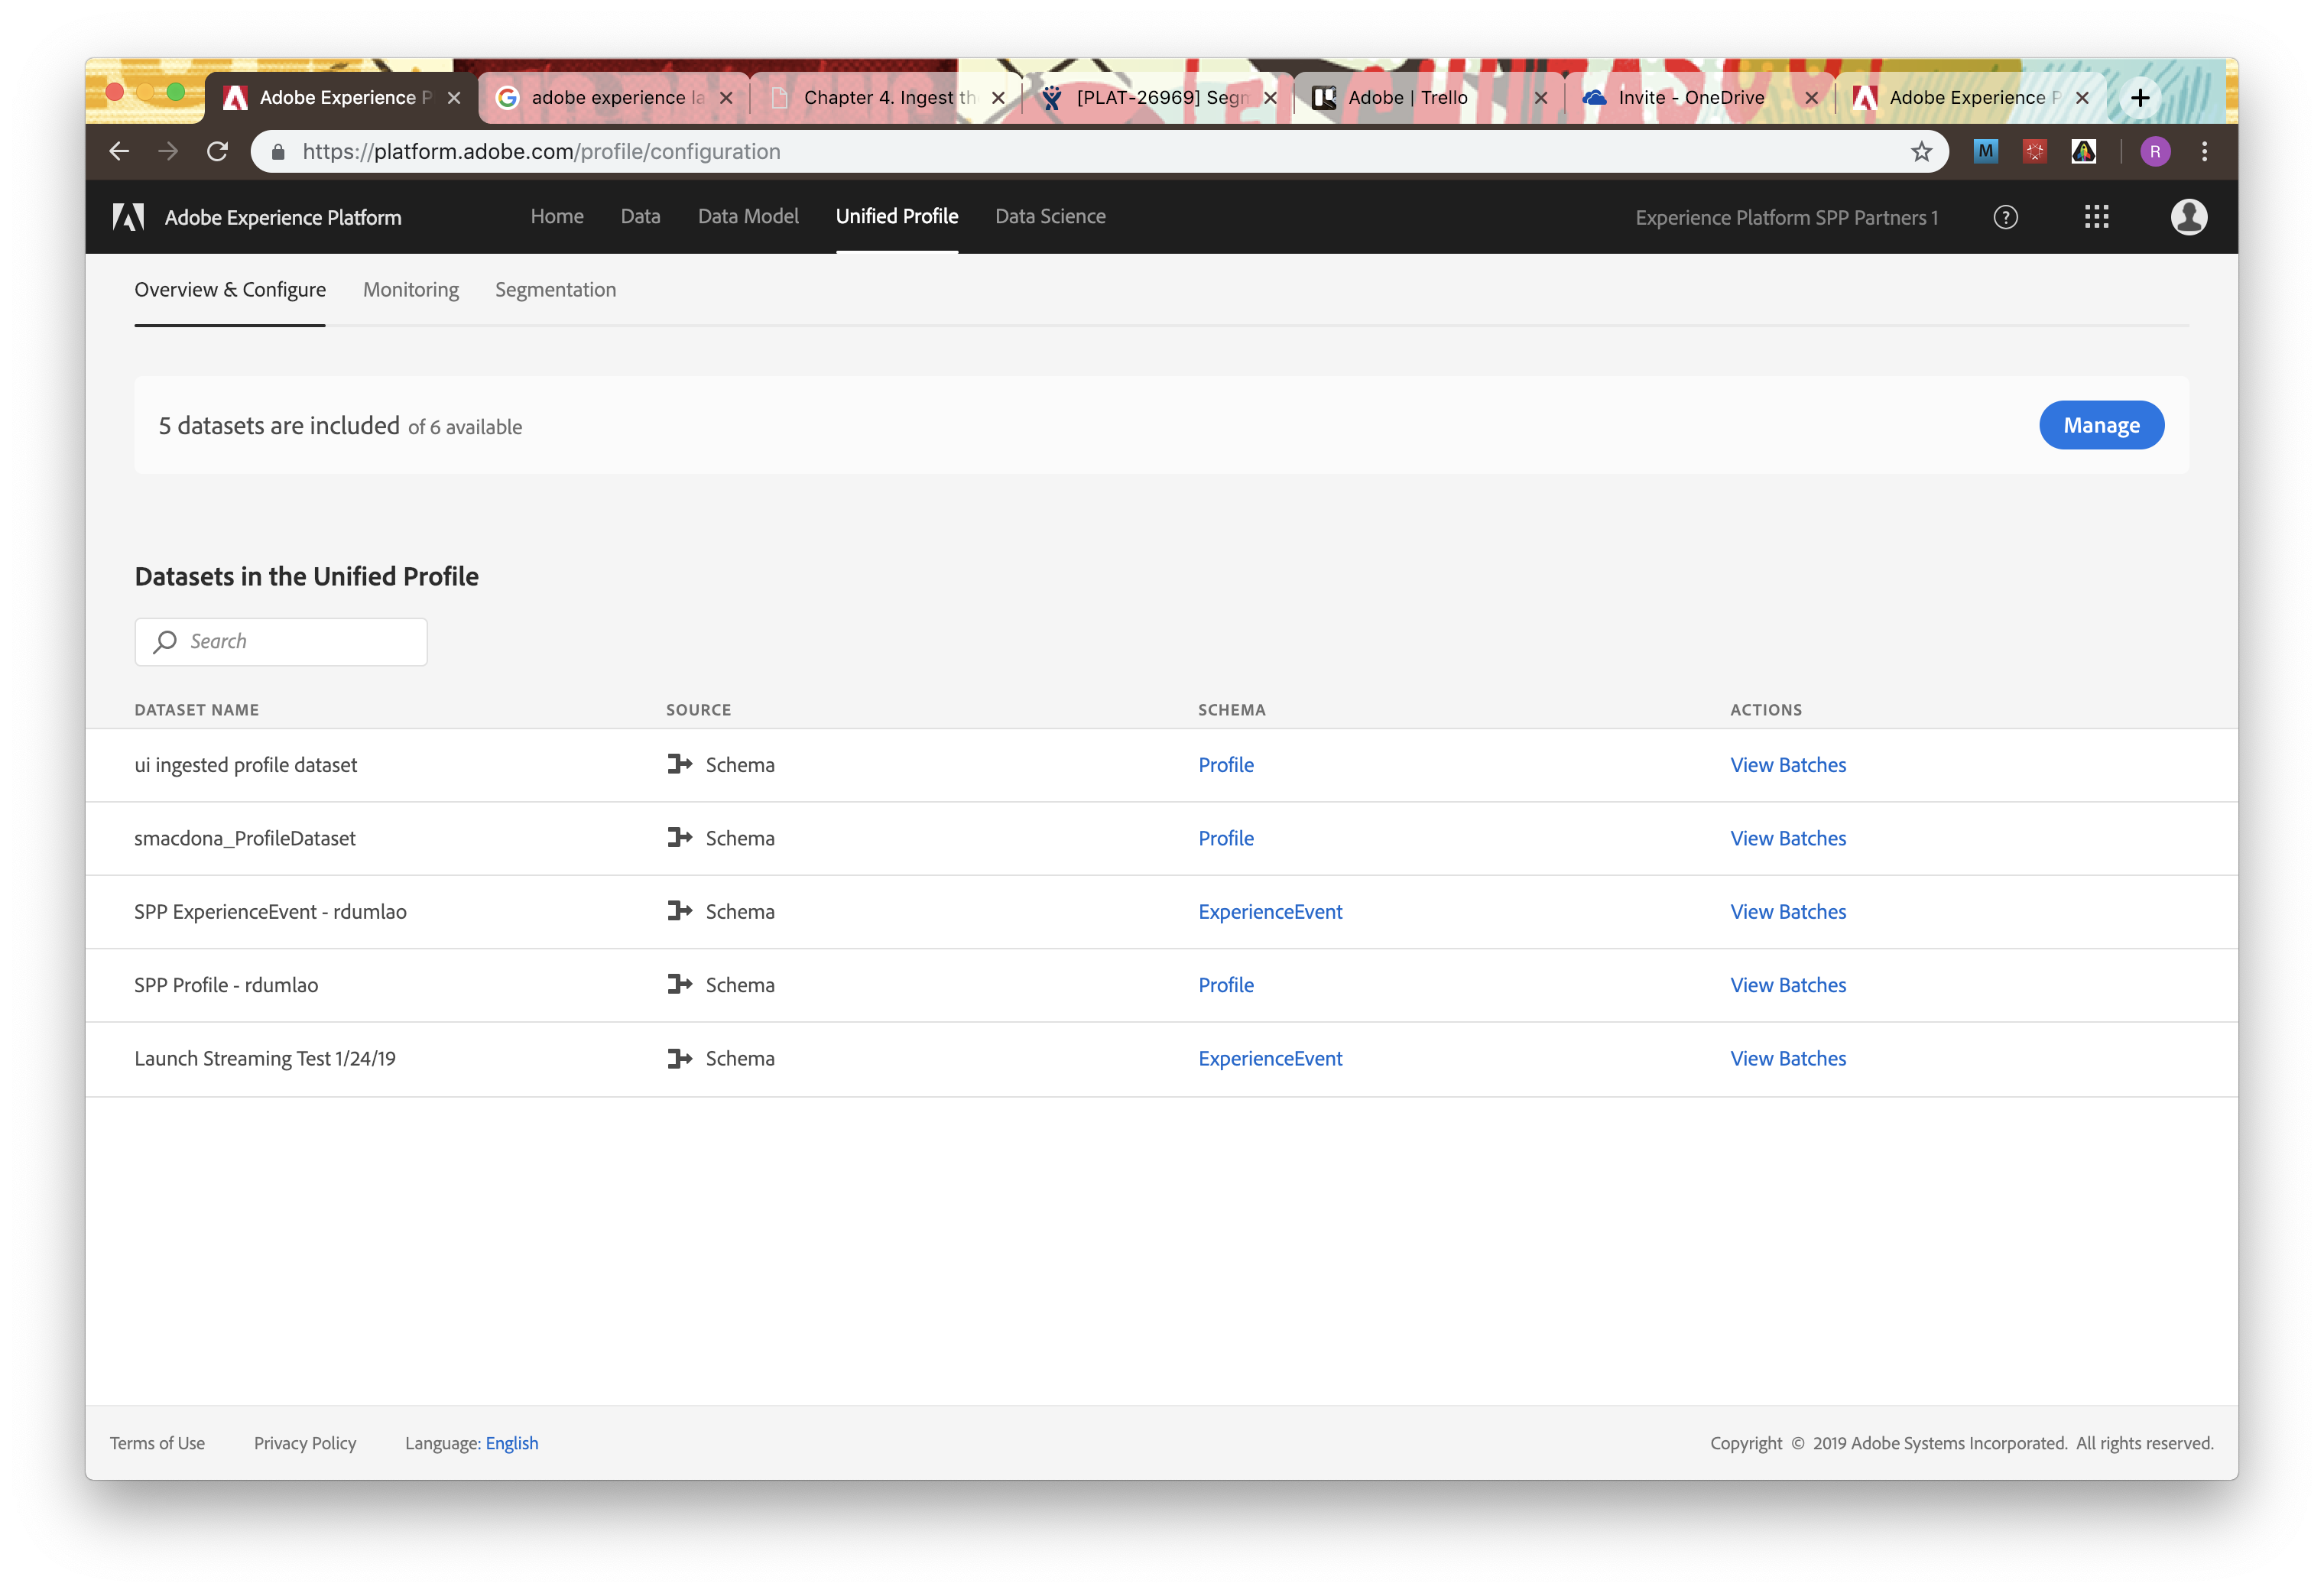 Adobe Experience P
adobe experience la
Chapter 4. Ingest th
[PLAT-26969] Segm
Adobe | Trello
Invite - OneDrive
Adobe Experience P
https://platform.adobe.com/profile/configuration
M
R
Adobe Experience Platform
Home
Data
Data Model
Unified Profile
Data Science
Experience Platform SPP Partners 1
Overview & Configure
Monitoring
Segmentation
5 datasets are included of 6 available
Manage
Datasets in the Unified Profile
Search
DATASET NAME SOURCE SCHEMA ACTIONS
ui ingested profile dataset Schema Profile View Batches
smacdona_ProfileDataset Schema Profile View Batches
SPP ExperienceEvent - rdumlao Schema ExperienceEvent View Batches
SPP Profile - rdumlao Schema Profile View Batches
Launch Streaming Test 1/24/19 Schema ExperienceEvent View Batches
Terms of Use
Privacy Policy
Language: English
Copyright © 2019 Adobe Systems Incorporated. All rights reserved.